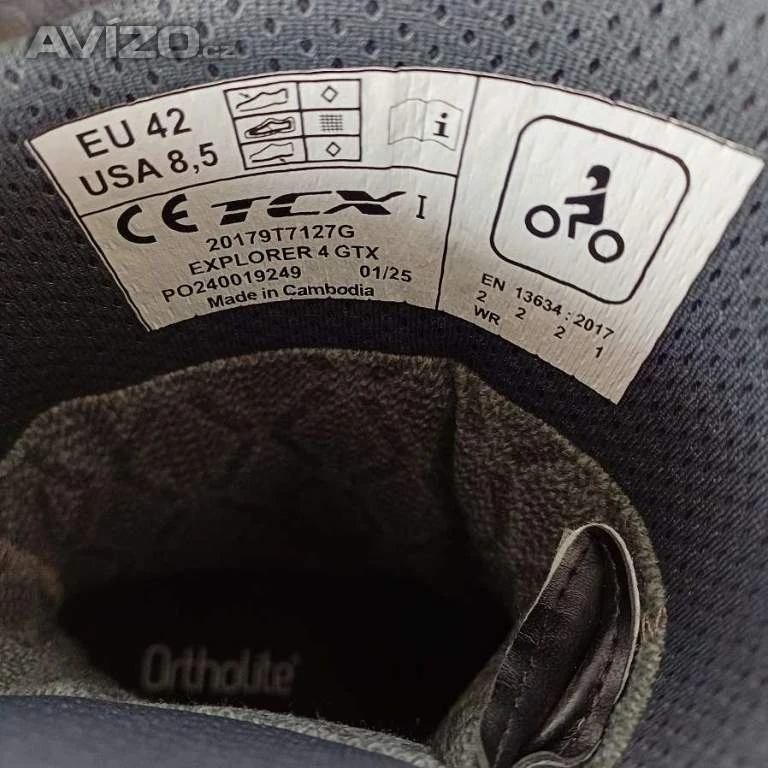 AVÍZO.cz
EU 42
USA 8,5
i
CE TCX I
20179T7127G
EXPLORER 4 GTX
PO240019249 01/25
Made in Cambodia
EN 13634 : 2017
2 2 2 1
WR
Ortholite